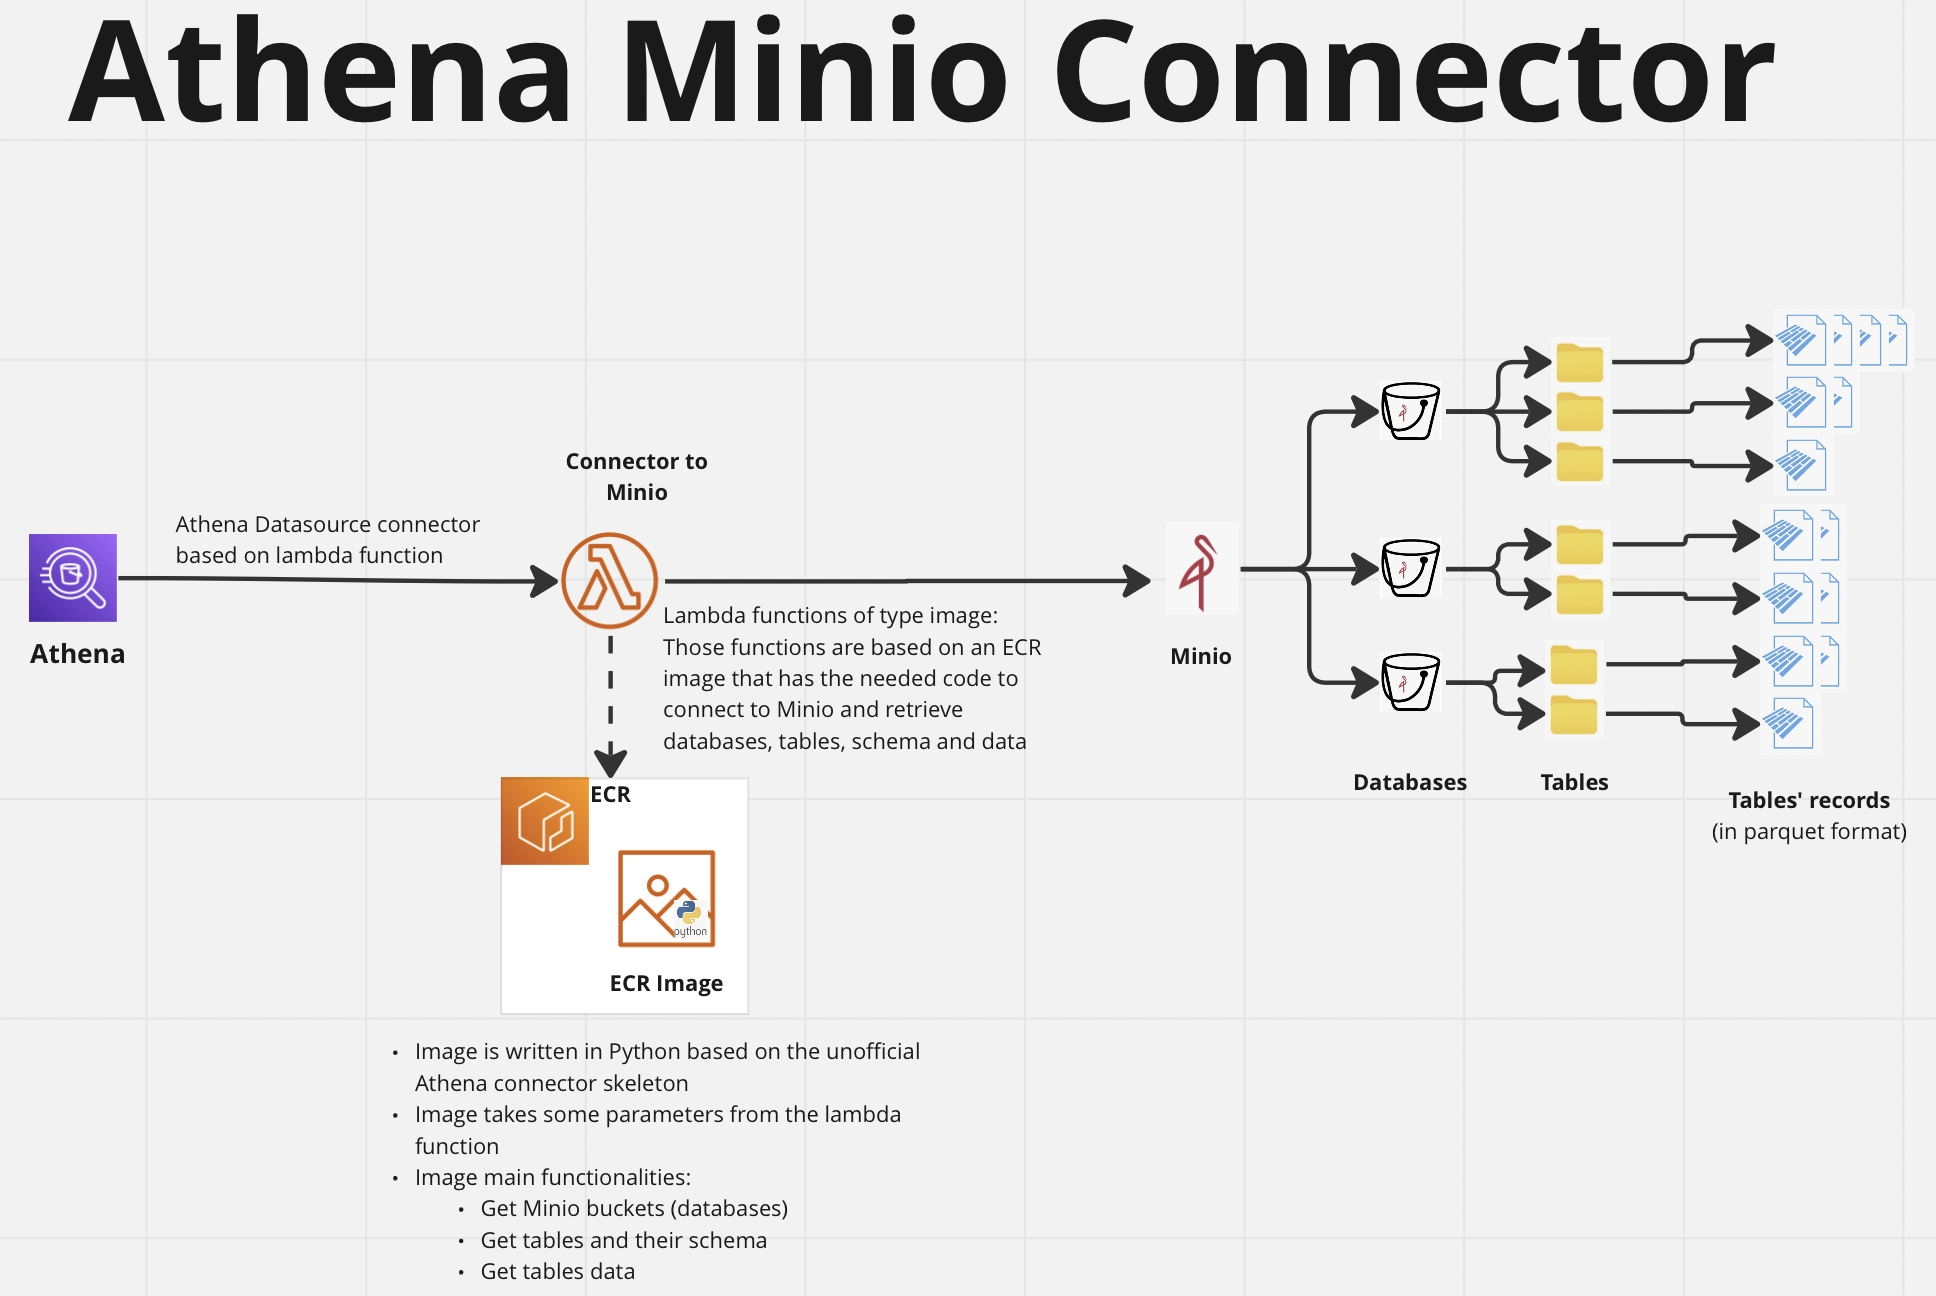 Athena Minio Connector
Connector to
Minio
Athena Datasource connector
based on lambda function
Athena
Lambda functions of type image:
Those functions are based on an ECR
image that has the needed code to
connect to Minio and retrieve
databases, tables, schema and data
Minio
Databases
Tables
Tables' records
(in parquet format)
ECR
python
ECR Image
• Image is written in Python based on the unofficial
Athena connector skeleton
• Image takes some parameters from the lambda
function
• Image main functionalities:
• Get Minio buckets (databases)
• Get tables and their schema
• Get tables data